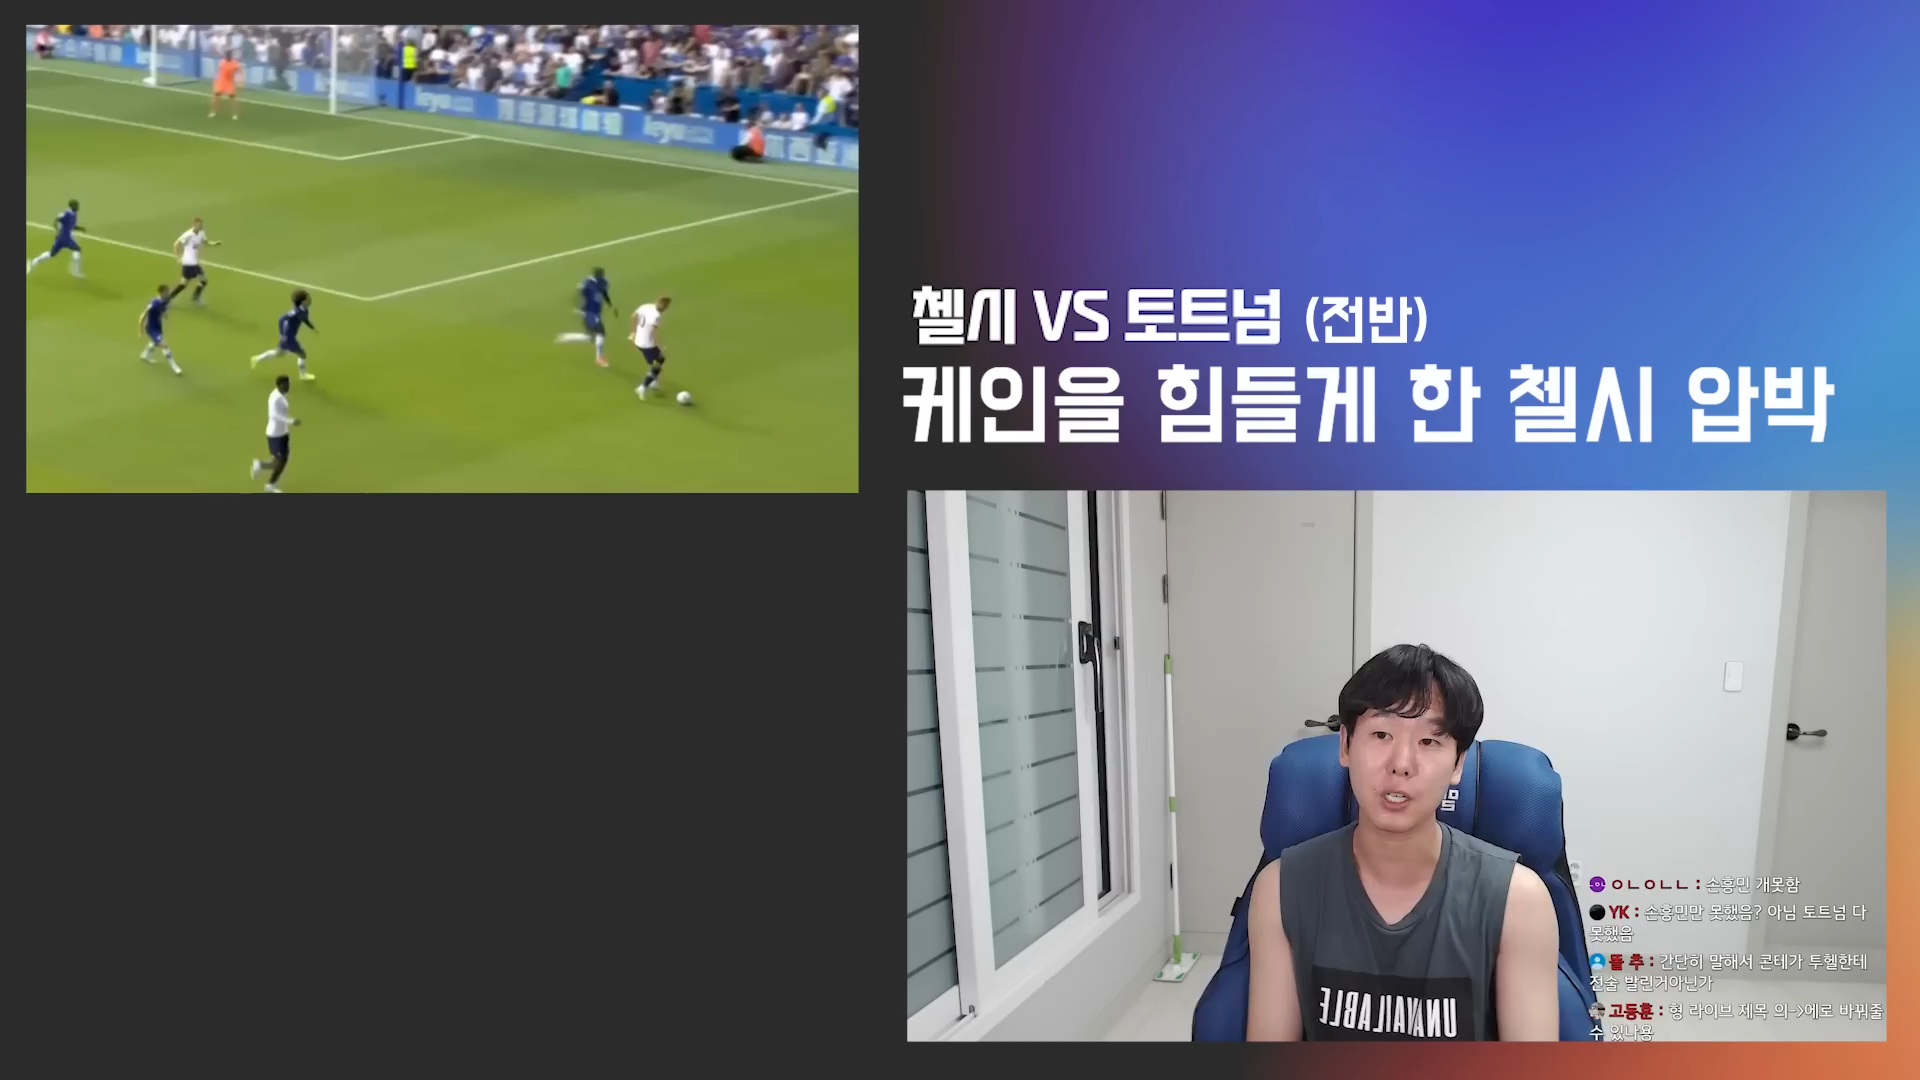 첼시 VS 토트넘 (전반)
케인을 힘들게 한 첼시 압박
ㅇㄴㅇㄴㄴ : 손흥민 개못함
YK : 손흥민만 못했음? 아님 토트넘 다
못했음
똘 추 : 간단히 말해서 콘테가 투헬한테
전술 발린거아닌가
고동훈 : 형 라이브 제목 의->에로 바꿔줄
수 있나용
UNAVAILABLE